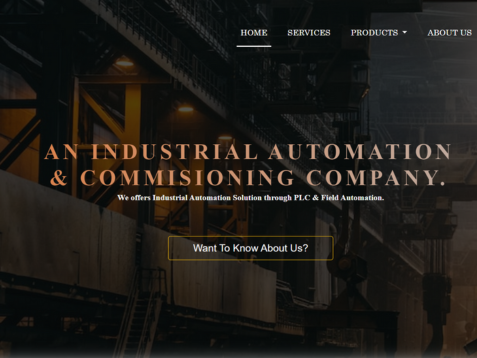 HOME SERVICES PRODUCTS ABOUT US
AN INDUSTRIAL AUTOMATION
& COMMISIONING COMPANY.
We offers Industrial Automation Solution through PLC & Field Automation.
Want To Know About Us?